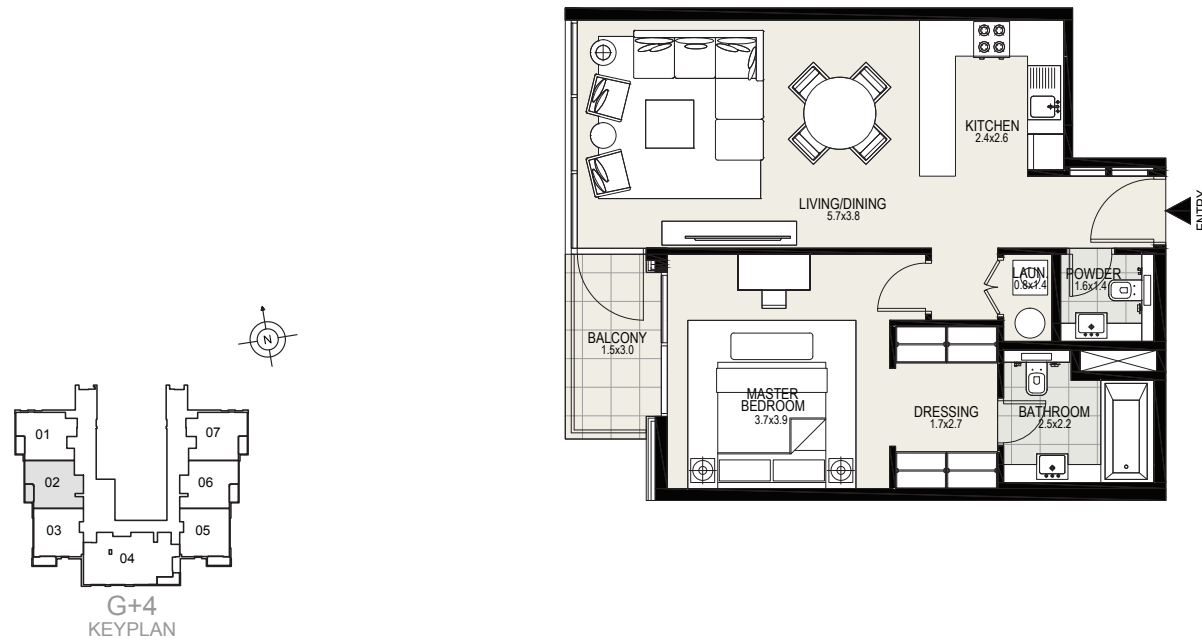 KITCHEN
2.4x2.6
LIVING/DINING
5.7x3.8
ENTRY
LAUN.
0.8x1.4
POWDER
1.6x1.4
BALCONY
1.5x3.0
MASTER
BEDROOM
3.7x3.9
DRESSING
1.7x2.7
BATHROOM
2.5x2.2
N
01
02
03
04
05
06
07
G+4
KEYPLAN